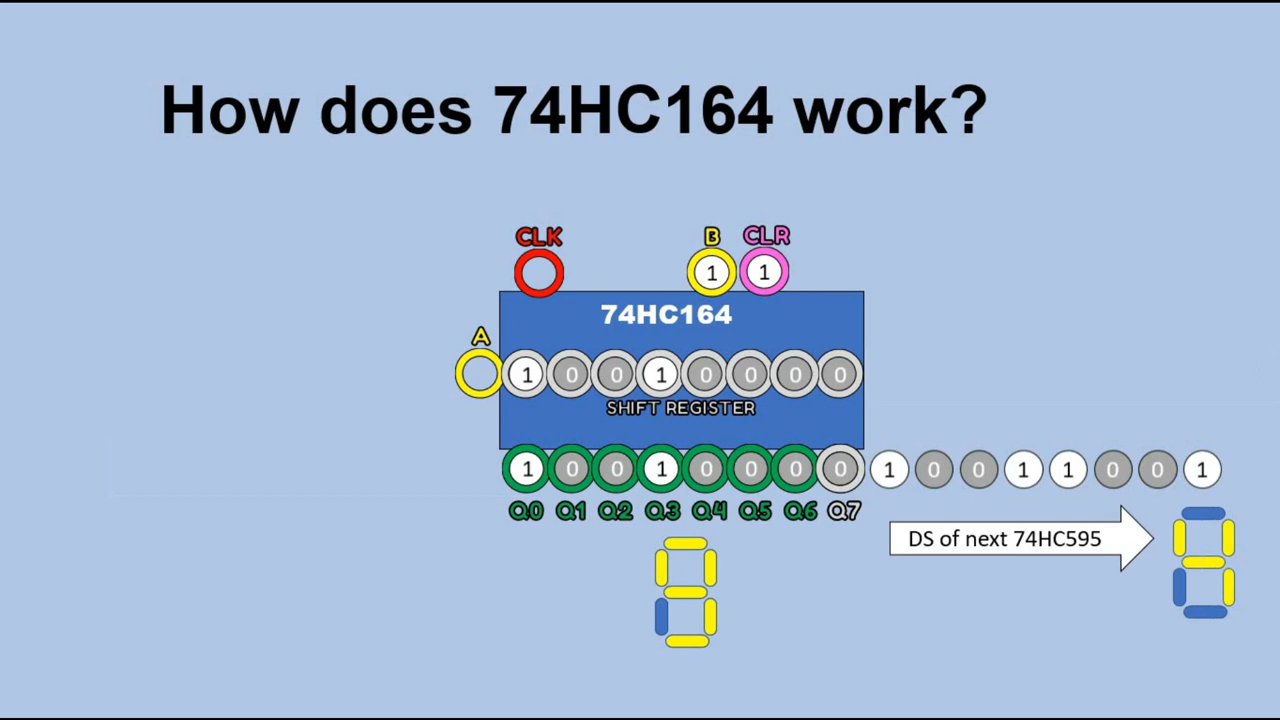 How does 74HC164 work?
CLK B CLR
1 1
74HC164
A
1 0 0 1 0 0 0 0
SHIFT REGISTER
1 0 0 1 0 0 0 0 1 0 0 1 1 0 0 1
Q0 Q1 Q2 Q3 Q4 Q5 Q6 Q7
DS of next 74HC595